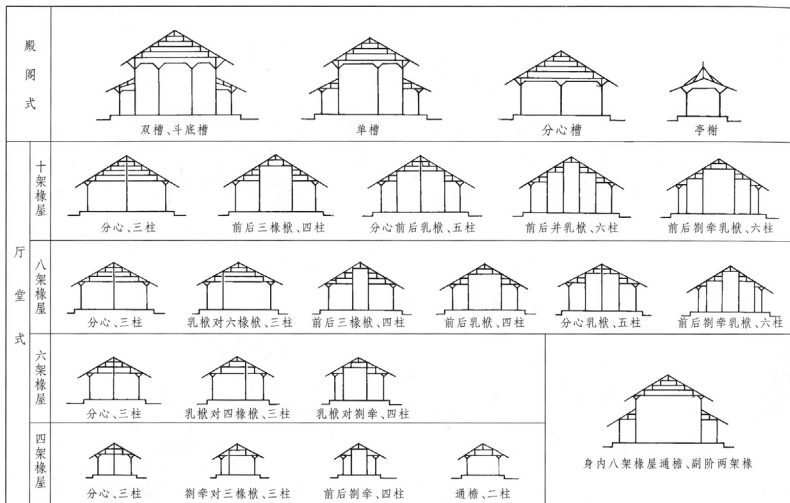 殿阁式
双槽、斗底槽
单槽
分心槽
亭榭
厅堂式
十架椽屋
分心、三柱
前后三椽栿、四柱
分心前后乳栿、五柱
前后并乳栿、六柱
前后劄牵乳栿、六柱
八架椽屋
分心、三柱
乳栿对六椽栿、三柱
前后三椽栿、四柱
前后乳栿、四柱
分心乳栿、五柱
前后劄牵乳栿、六柱
六架椽屋
分心、三柱
乳栿对四椽栿、三柱
乳栿对劄牵、四柱
四架椽屋
分心、三柱
劄牵对三椽栿、三柱
前后劄牵、四柱
通檐、二柱
身内八架椽屋通檐、副阶两架椽